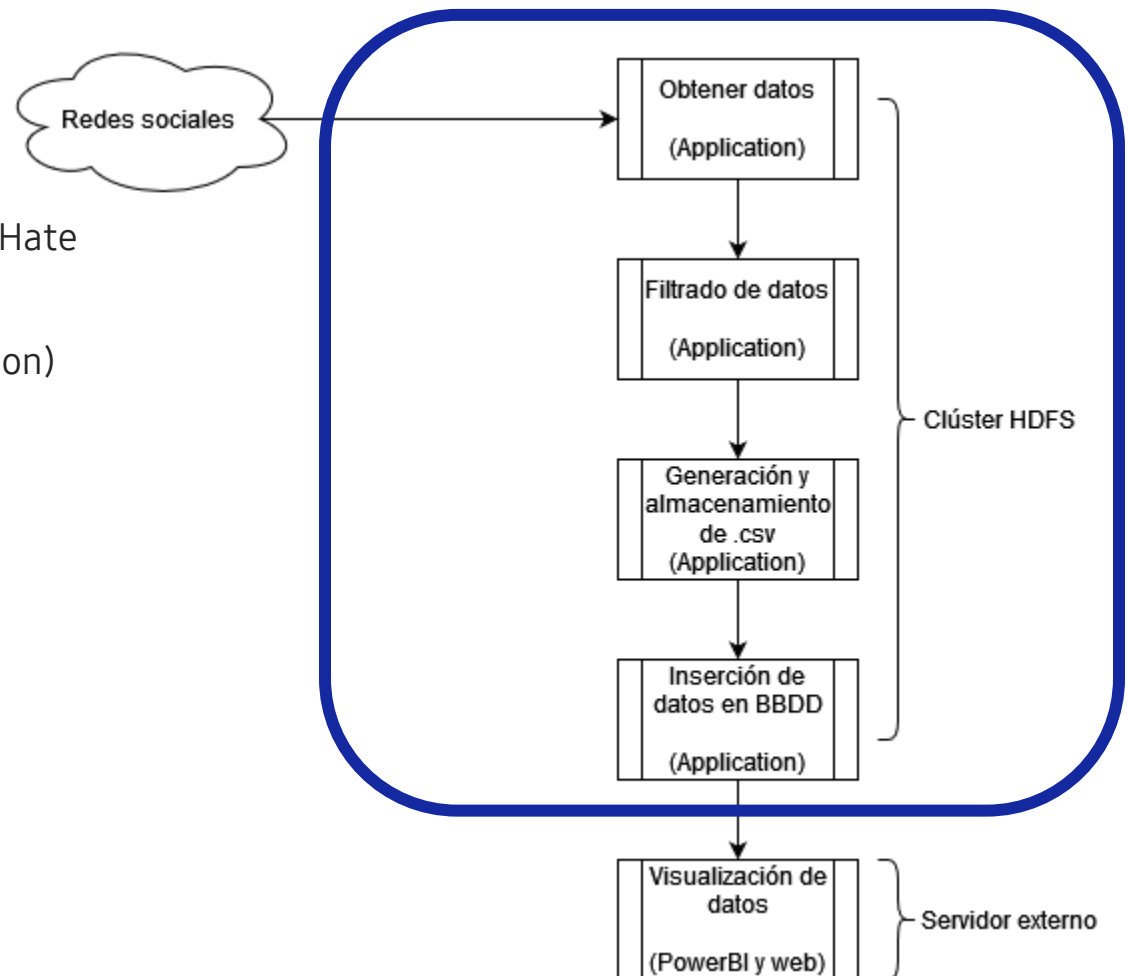 Redes sociales
Hate
on)
Obtener datos
(Application)
Filtrado de datos
(Application)
Generación y
almacenamiento
de .csv
(Application)
Inserción de
datos en BBDD
(Application)
Clúster HDFS
Visualización de
datos
(PowerBI y web)
Servidor externo